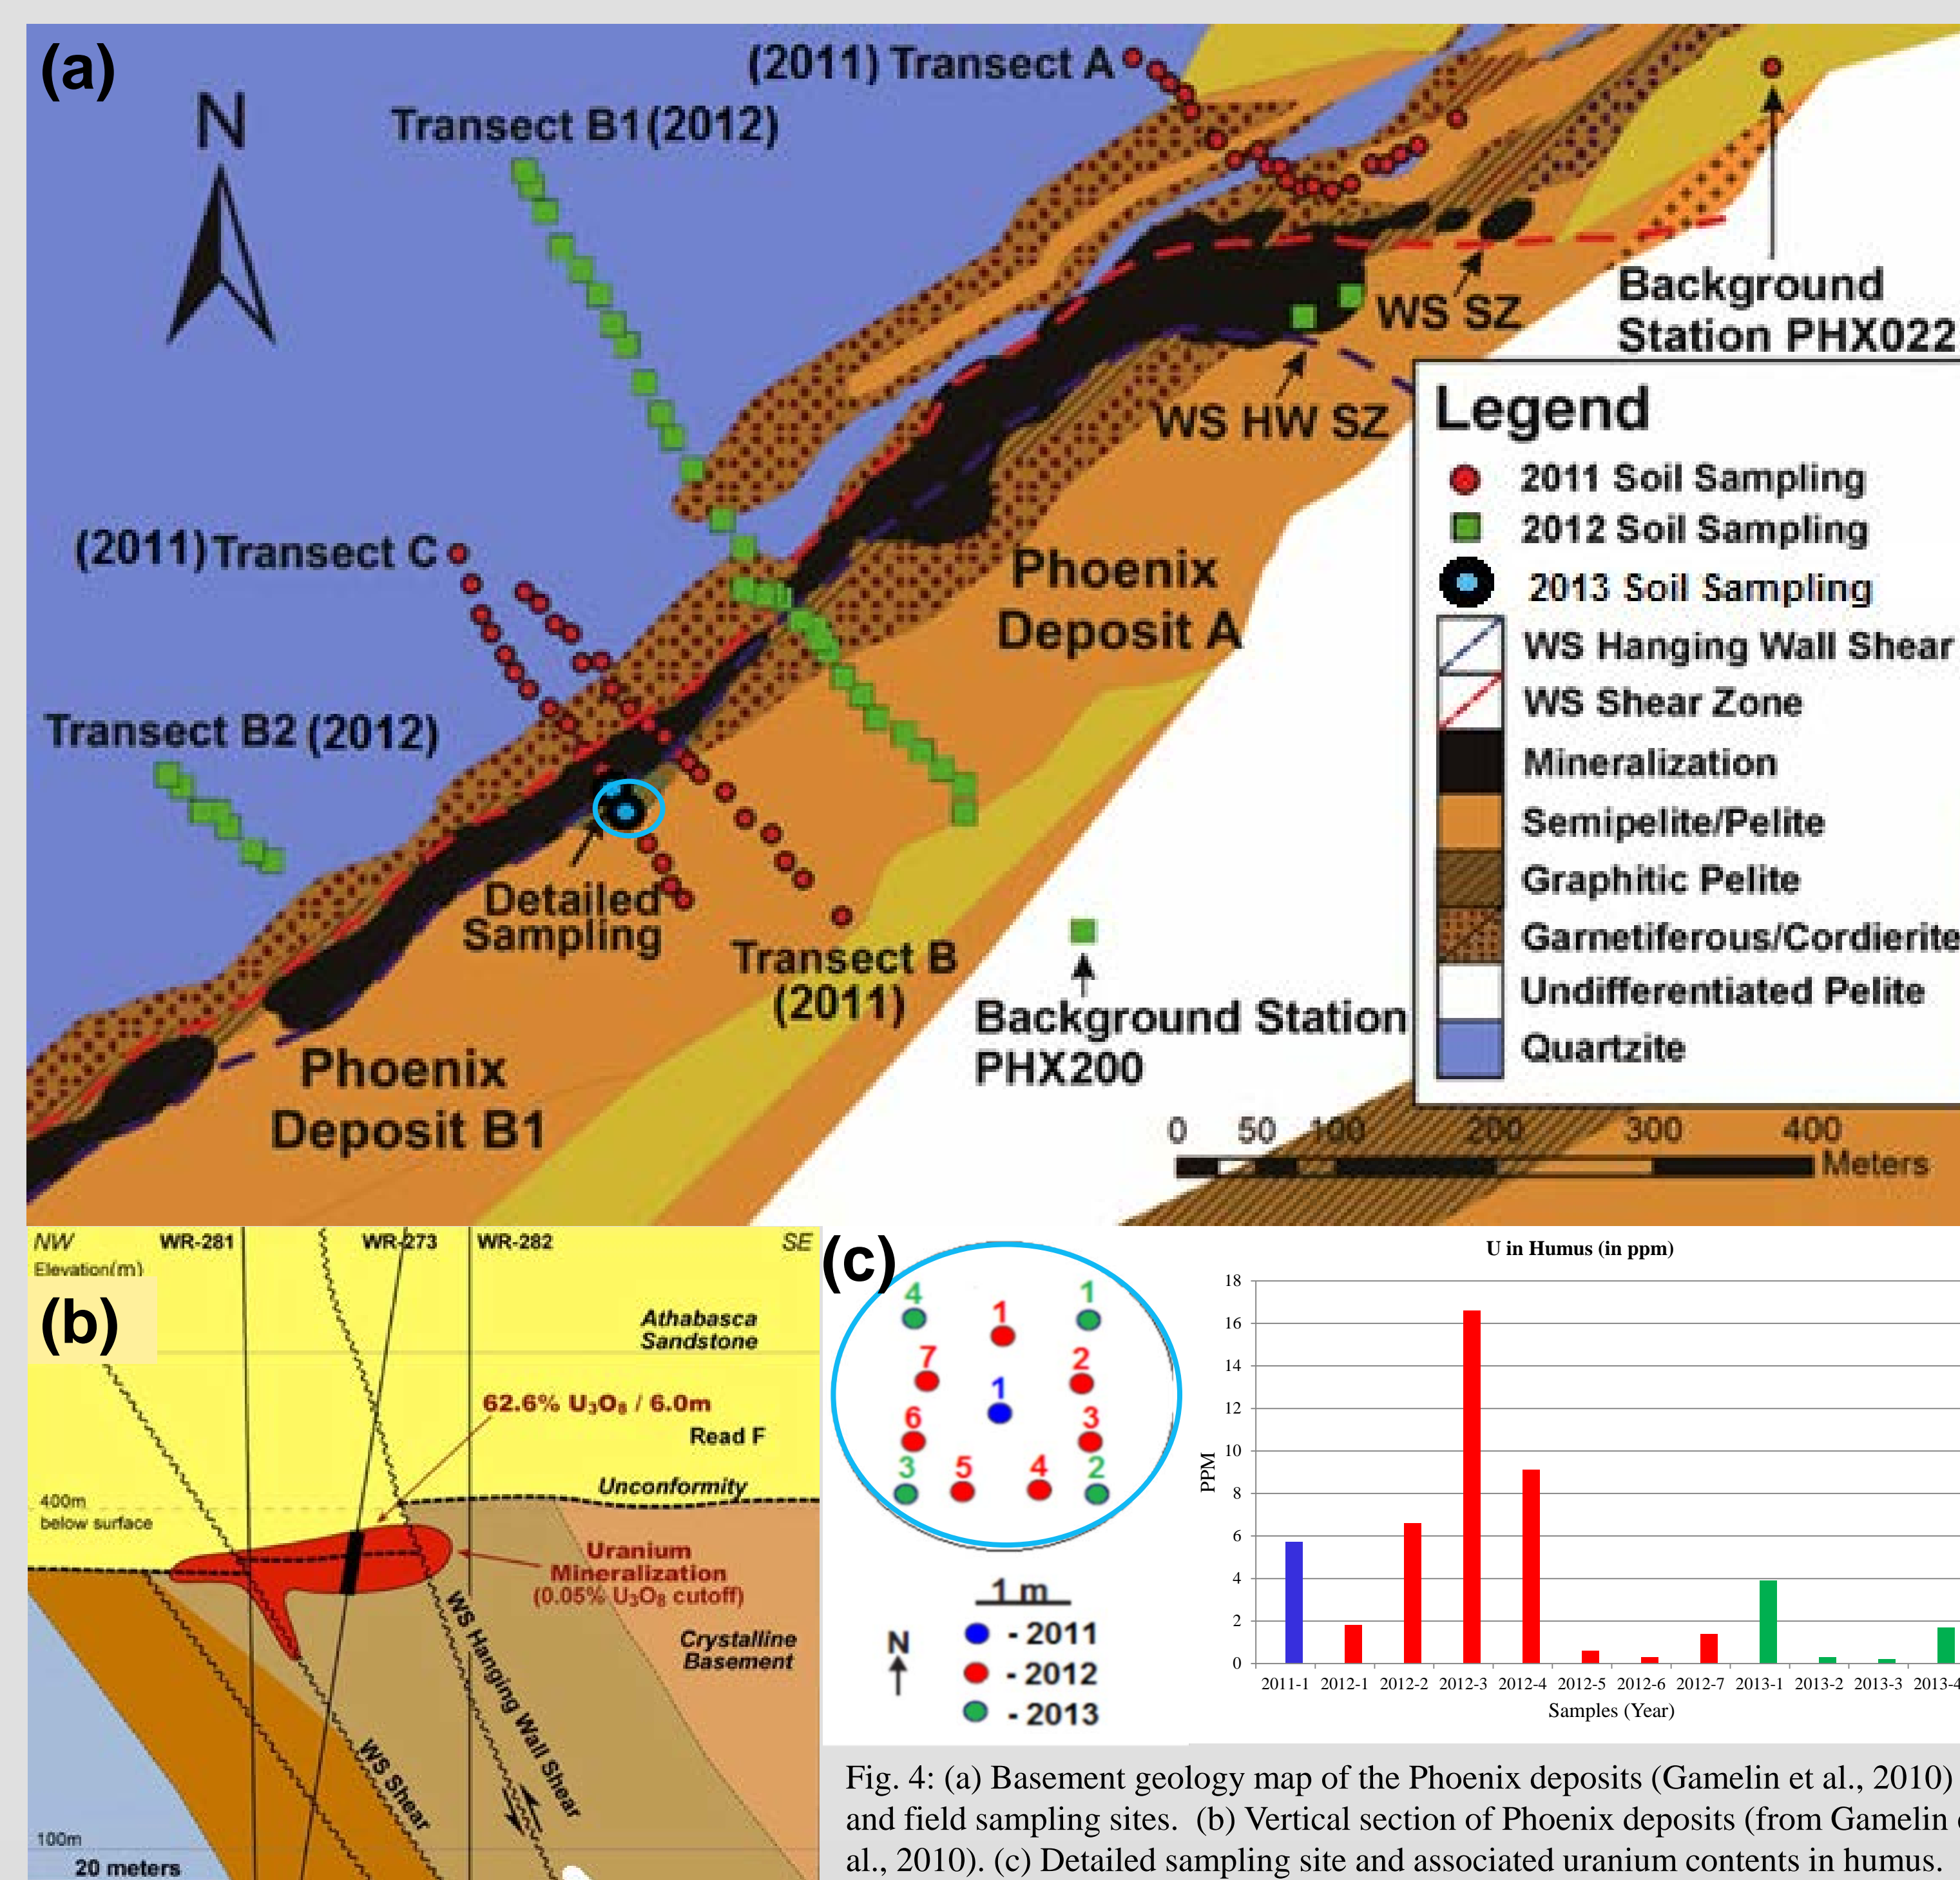 (a)
N
(2011) Transect A
Transect B1(2012)
Background
Station PHX022
WS SZ
WS HW SZ
(2011) Transect C
Phoenix
Deposit A
Transect B2 (2012)
Detailed
Sampling
Transect B
(2011)
Background Station
PHX200
Phoenix
Deposit B1
Legend
2011 Soil Sampling
2012 Soil Sampling
2013 Soil Sampling
WS Hanging Wall Shear
WS Shear Zone
Mineralization
Semipelite/Pelite
Graphitic Pelite
Garnetiferous/Cordierite
Undifferentiated Pelite
Quartzite
0 50 100 200 300 400
Meters
(b)
NW WR-281 WR-273 WR-282 SE
Elevation(m)
Athabasca
Sandstone
62.6% U₃O₈ / 6.0m
Read F
Unconformity
400m
below surface
Uranium
Mineralization
(0.05% U₃O₈ cutoff)
Crystalline
Basement
WS Hanging Wall Shear
WS Shear
100m
20 meters
(c)
4 1 1
7 2
1
6 3
3 5 4 2
1 m
N
- 2011
- 2012
- 2013
U in Humus (in ppm)
PPM
18
16
14
12
10
8
6
4
2
0
2011-1 2012-1 2012-2 2012-3 2012-4 2012-5 2012-6 2012-7 2013-1 2013-2 2013-3 2013-4
Samples (Year)
Fig. 4: (a) Basement geology map of the Phoenix deposits (Gamelin et al., 2010)
and field sampling sites. (b) Vertical section of Phoenix deposits (from Gamelin
al., 2010). (c) Detailed sampling site and associated uranium contents in humus.